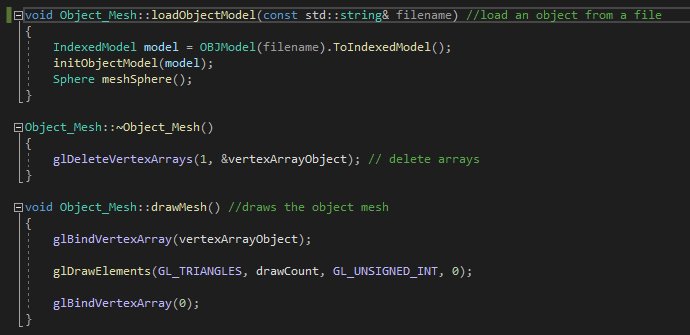 void Object_Mesh::loadObjectModel(const std::string& filename) //load an object from a file
{
IndexedModel model = OBJModel(filename).ToIndexedModel();
initObjectModel(model);
Sphere meshSphere();
}
Object_Mesh::~Object_Mesh()
{
glDeleteVertexArrays(1, &vertexArrayObject); // delete arrays
}
void Object_Mesh::drawMesh() //draws the object mesh
{
glBindVertexArray(vertexArrayObject);
glDrawElements(GL_TRIANGLES, drawCount, GL_UNSIGNED_INT, 0);
glBindVertexArray(0);
}